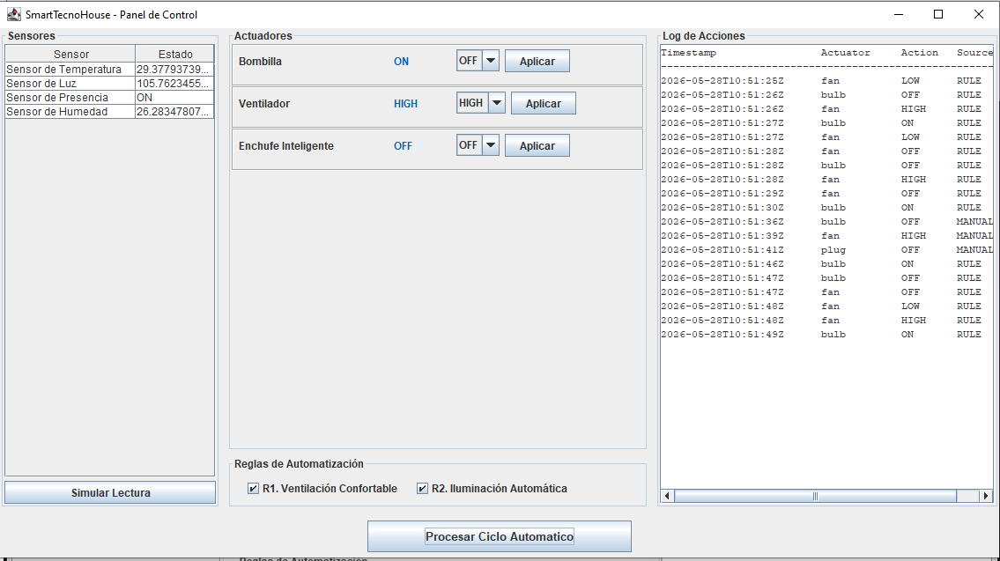 SmartTecnoHouse - Panel de Control
Sensores
Sensor Estado
Sensor de Temperatura 29.37793739...
Sensor de Luz 105.7623455...
Sensor de Presencia ON
Sensor de Humedad 26.28347807...
Simular Lectura
Actuadores
Bombilla ON OFF Aplicar
Ventilador HIGH HIGH Aplicar
Enchufe Inteligente OFF OFF Aplicar
Reglas de Automatización
R1. Ventilación Confortable R2. Iluminación Automática
Log de Acciones
Timestamp Actuator Action Source
--------------------------------------------------------
2026-05-28T10:51:25Z fan LOW RULE
2026-05-28T10:51:26Z bulb OFF RULE
2026-05-28T10:51:26Z fan HIGH RULE
2026-05-28T10:51:27Z bulb ON RULE
2026-05-28T10:51:27Z fan LOW RULE
2026-05-28T10:51:28Z fan OFF RULE
2026-05-28T10:51:28Z bulb OFF RULE
2026-05-28T10:51:28Z fan HIGH RULE
2026-05-28T10:51:29Z fan OFF RULE
2026-05-28T10:51:30Z bulb ON RULE
2026-05-28T10:51:36Z bulb OFF MANUAL
2026-05-28T10:51:39Z fan HIGH MANUAL
2026-05-28T10:51:41Z plug OFF MANUAL
2026-05-28T10:51:46Z bulb ON RULE
2026-05-28T10:51:47Z bulb OFF RULE
2026-05-28T10:51:47Z fan OFF RULE
2026-05-28T10:51:48Z fan LOW RULE
2026-05-28T10:51:48Z fan HIGH RULE
2026-05-28T10:51:49Z bulb ON RULE
Procesar Ciclo Automatico
Reglas de Automatización